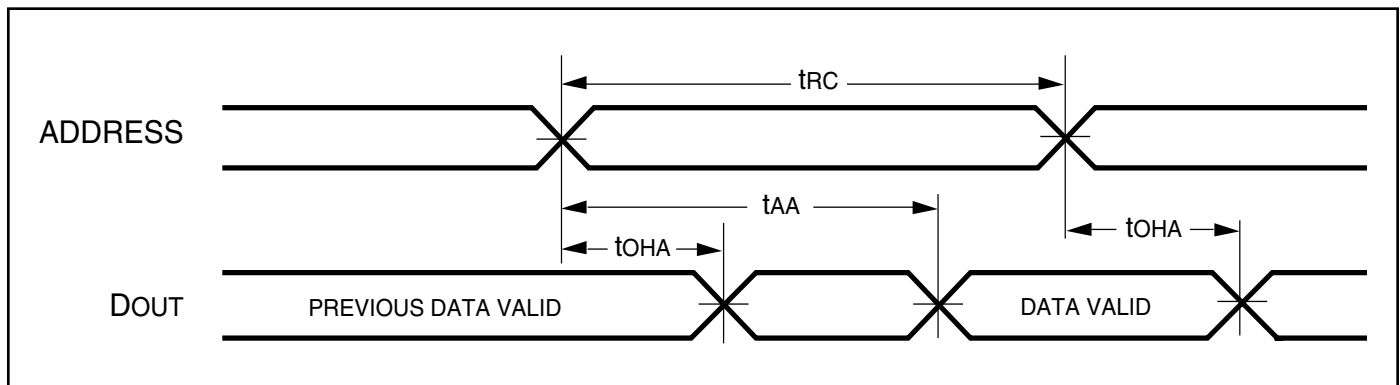 tRC
ADDRESS
tAA
tOHA
tOHA
DOUT
PREVIOUS DATA VALID
DATA VALID